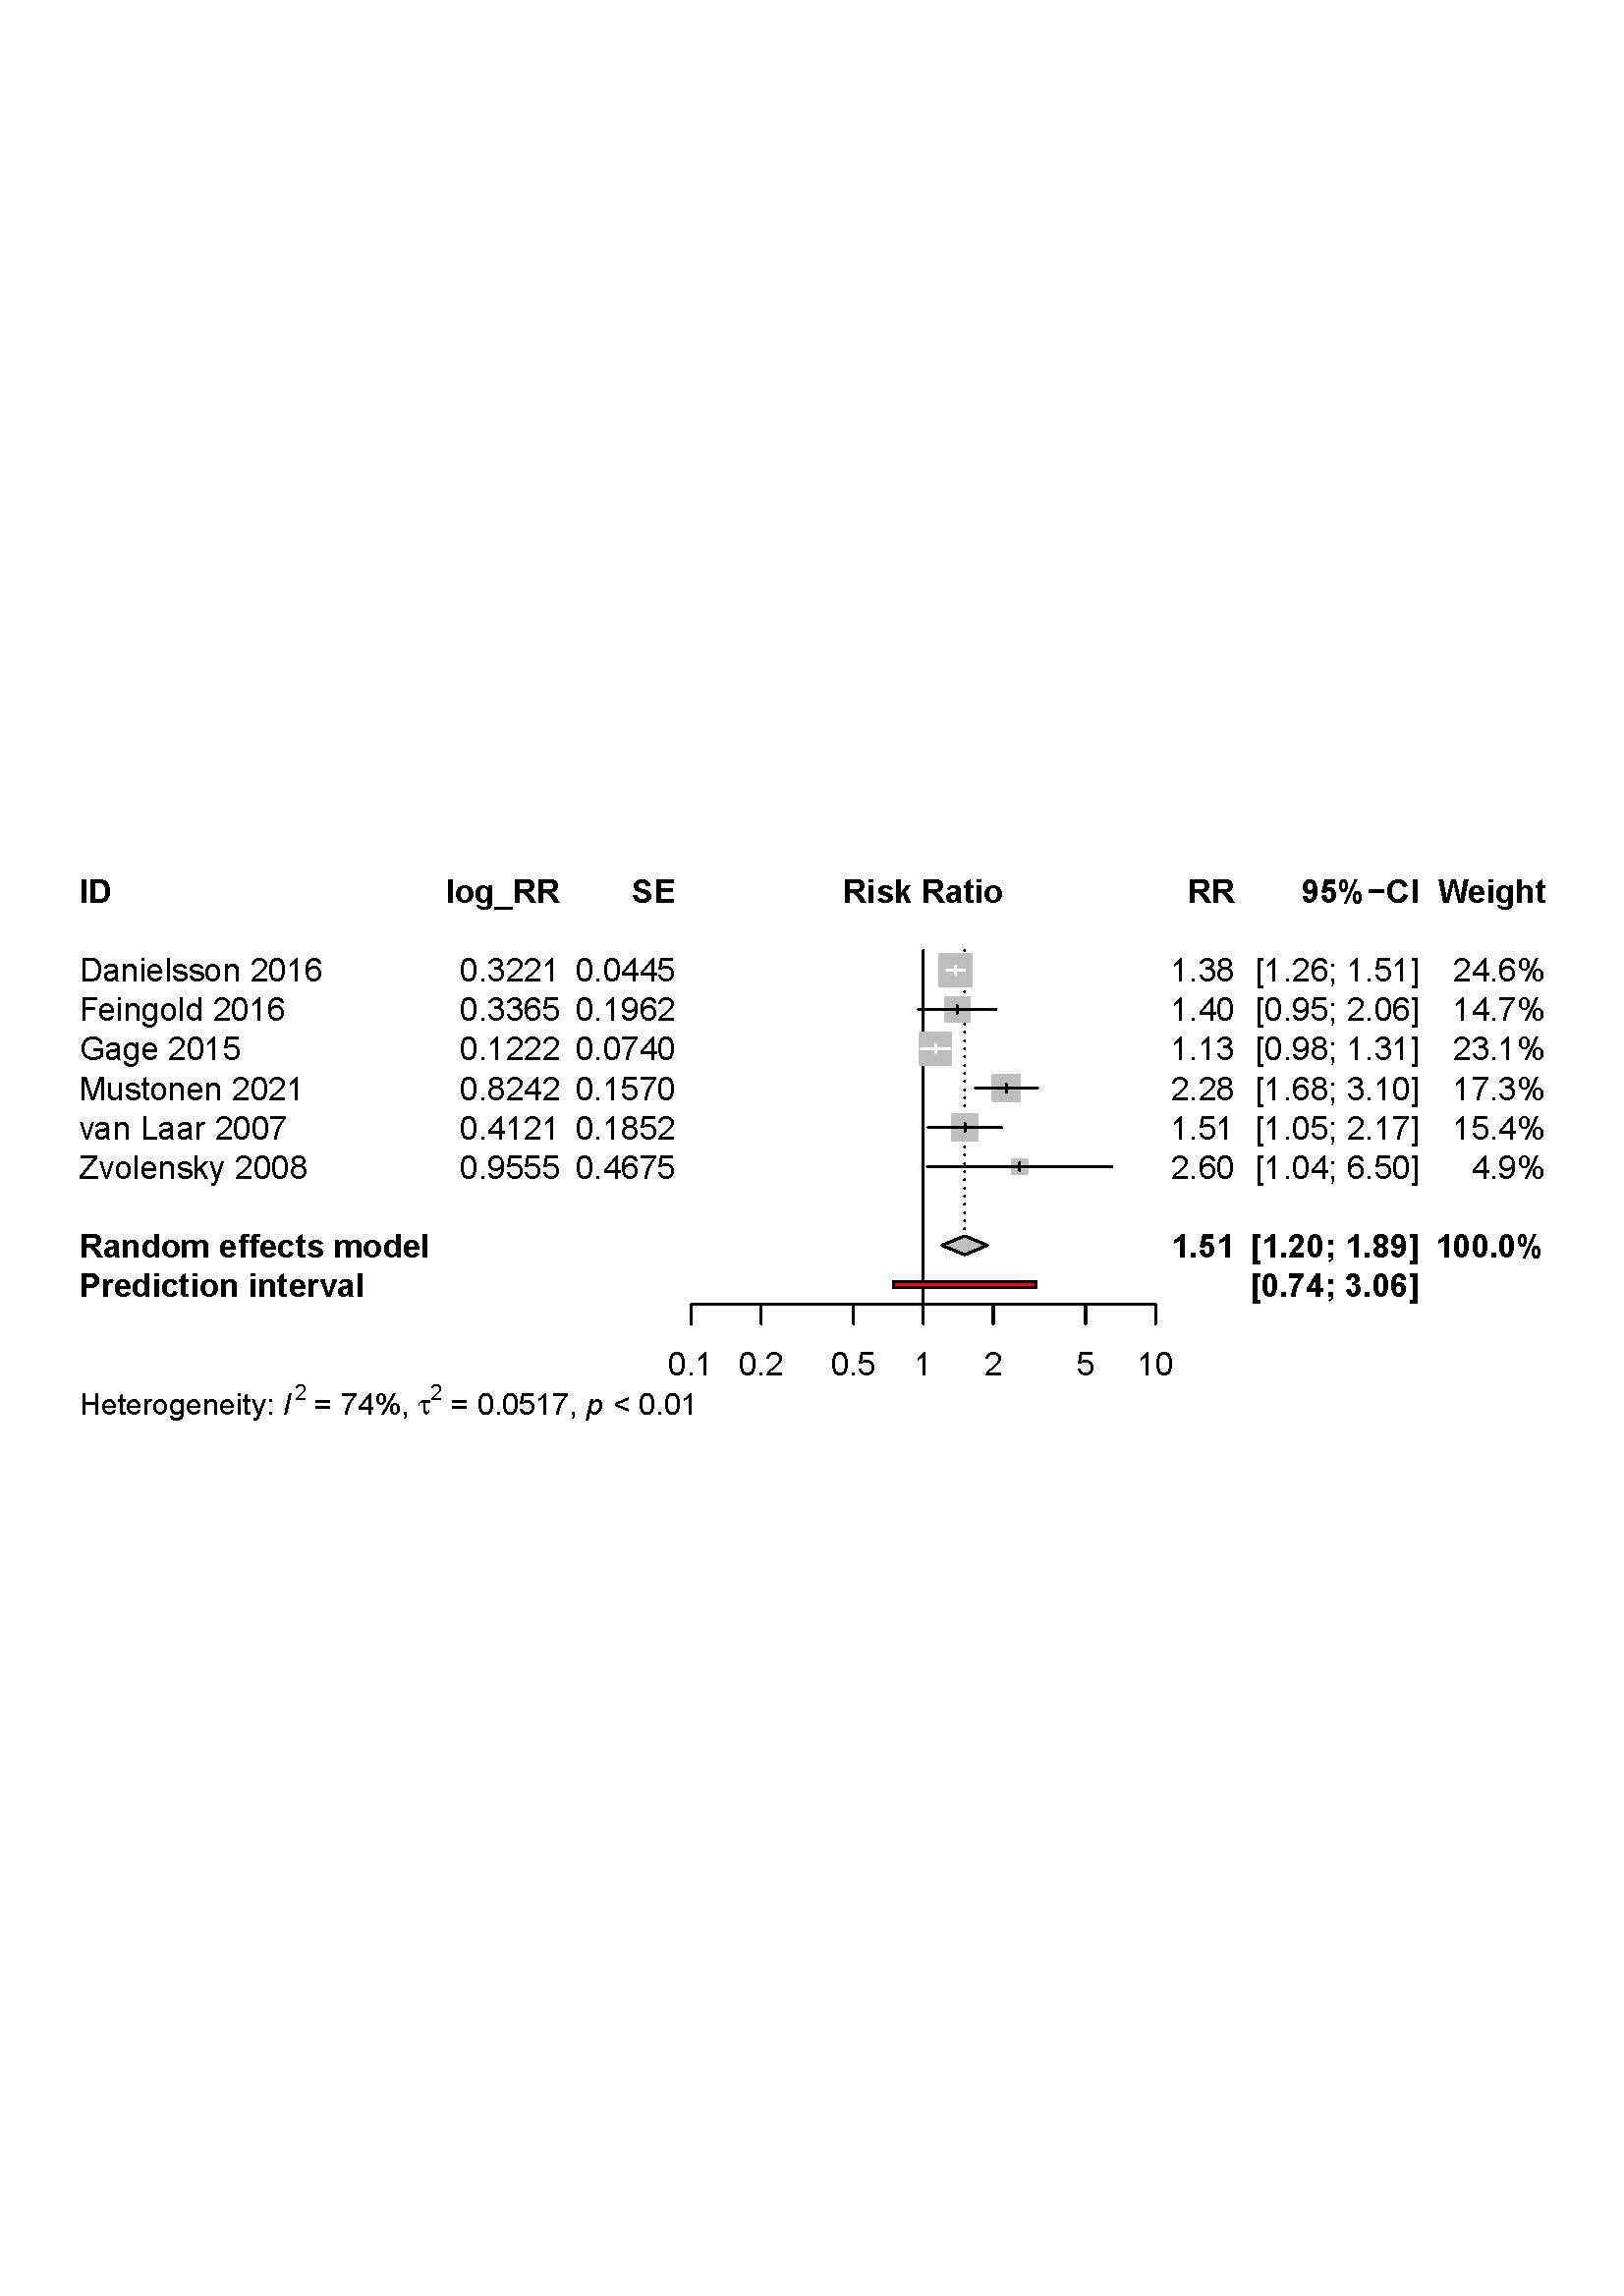 ID log_RR SE Risk Ratio RR 95%−CI Weight
Danielsson 2016 0.3221 0.0445 1.38 [1.26; 1.51] 24.6%
Feingold 2016 0.3365 0.1962 1.40 [0.95; 2.06] 14.7%
Gage 2015 0.1222 0.0740 1.13 [0.98; 1.31] 23.1%
Mustonen 2021 0.8242 0.1570 2.28 [1.68; 3.10] 17.3%
van Laar 2007 0.4121 0.1852 1.51 [1.05; 2.17] 15.4%
Zvolensky 2008 0.9555 0.4675 2.60 [1.04; 6.50] 4.9%
Random effects model 1.51 [1.20; 1.89] 100.0%
Prediction interval [0.74; 3.06]
0.1 0.2 0.5 1 2 5 10
Heterogeneity: I² = 74%, τ² = 0.0517, p < 0.01